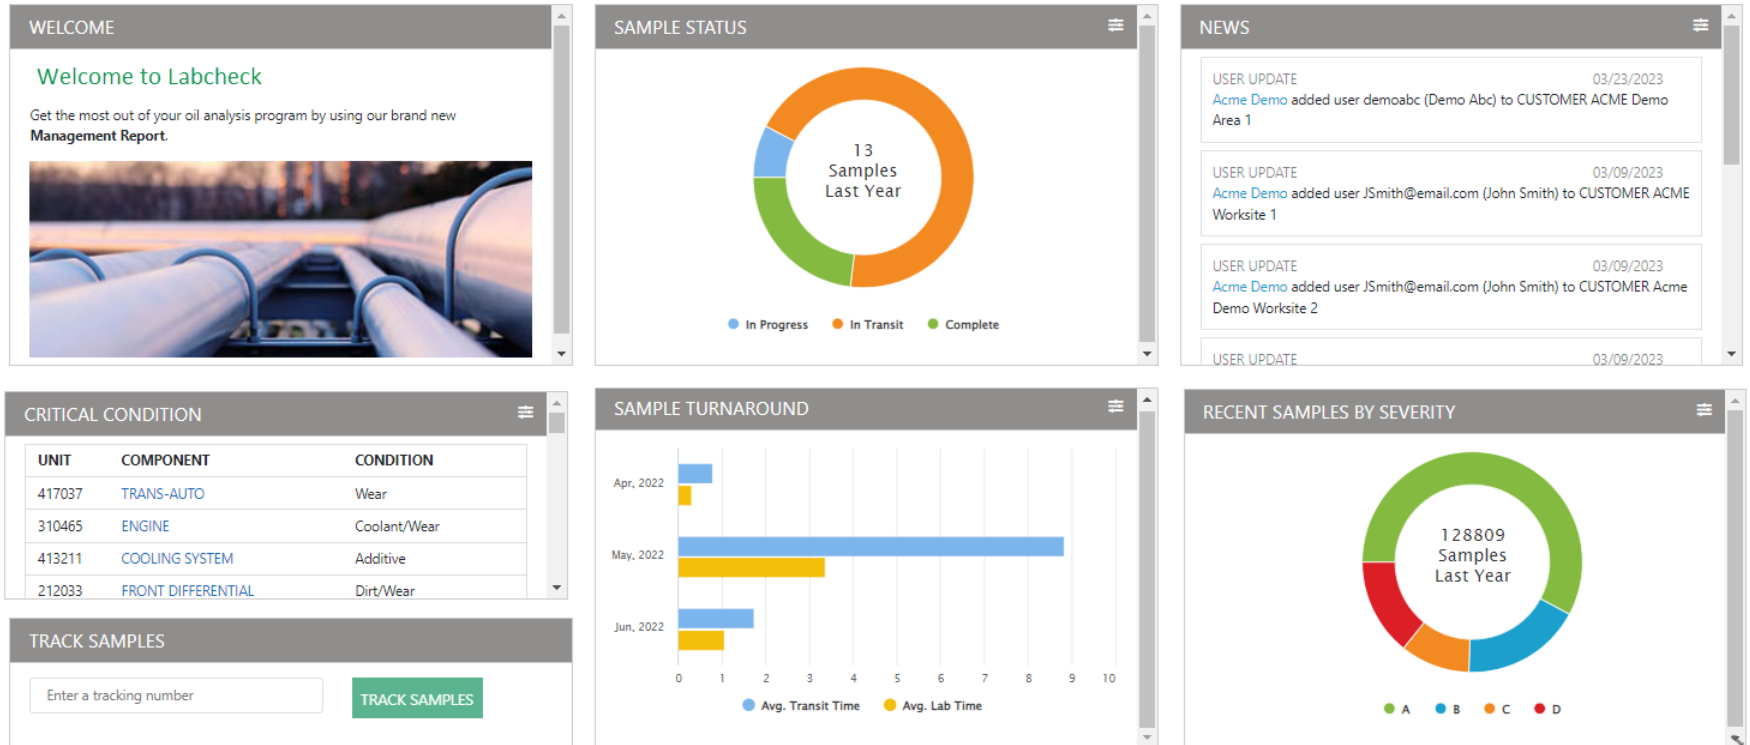 WELCOME
Welcome to Labcheck
Get the most out of your oil analysis program by using our brand new
Management Report.
SAMPLE STATUS
13
Samples
Last Year
In Progress In Transit Complete
NEWS
USER UPDATE 03/23/2023
Acme Demo added user demoabc (Demo Abc) to CUSTOMER ACME Demo
Area 1
USER UPDATE 03/09/2023
Acme Demo added user JSmith@email.com (John Smith) to CUSTOMER ACME
Worksite 1
USER UPDATE 03/09/2023
Acme Demo added user JSmith@email.com (John Smith) to CUSTOMER Acme
Demo Worksite 2
USER UPDATE 03/09/2023
CRITICAL CONDITION
UNIT COMPONENT CONDITION
417037 TRANS-AUTO Wear
310465 ENGINE Coolant/Wear
413211 COOLING SYSTEM Additive
212033 FRONT DIFFERENTIAL Dirt/Wear
TRACK SAMPLES
Enter a tracking number TRACK SAMPLES
SAMPLE TURNAROUND
Apr, 2022
May, 2022
Jun, 2022
0 1 2 3 4 5 6 7 8 9 10
Avg. Transit Time Avg. Lab Time
RECENT SAMPLES BY SEVERITY
128809
Samples
Last Year
A B C D